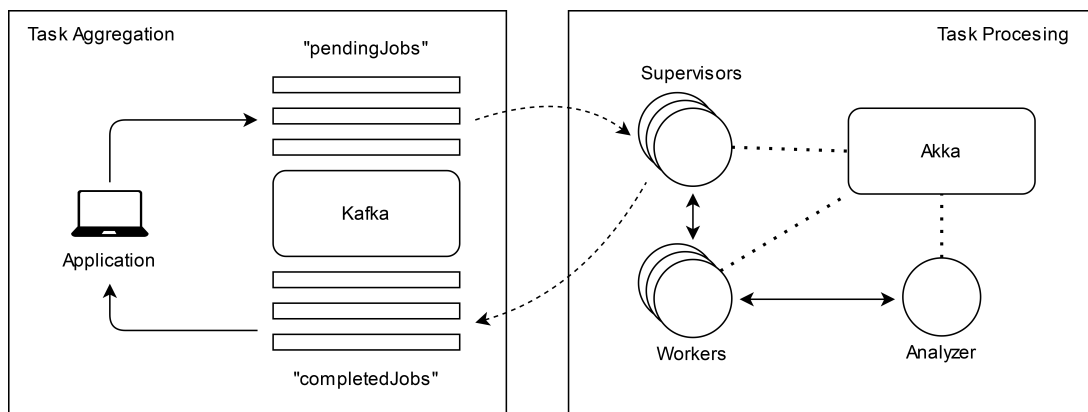 Task Aggregation
"pendingJobs"
Kafka
Application
"completedJobs"
Task Procesing
Supervisors
Akka
Workers
Analyzer